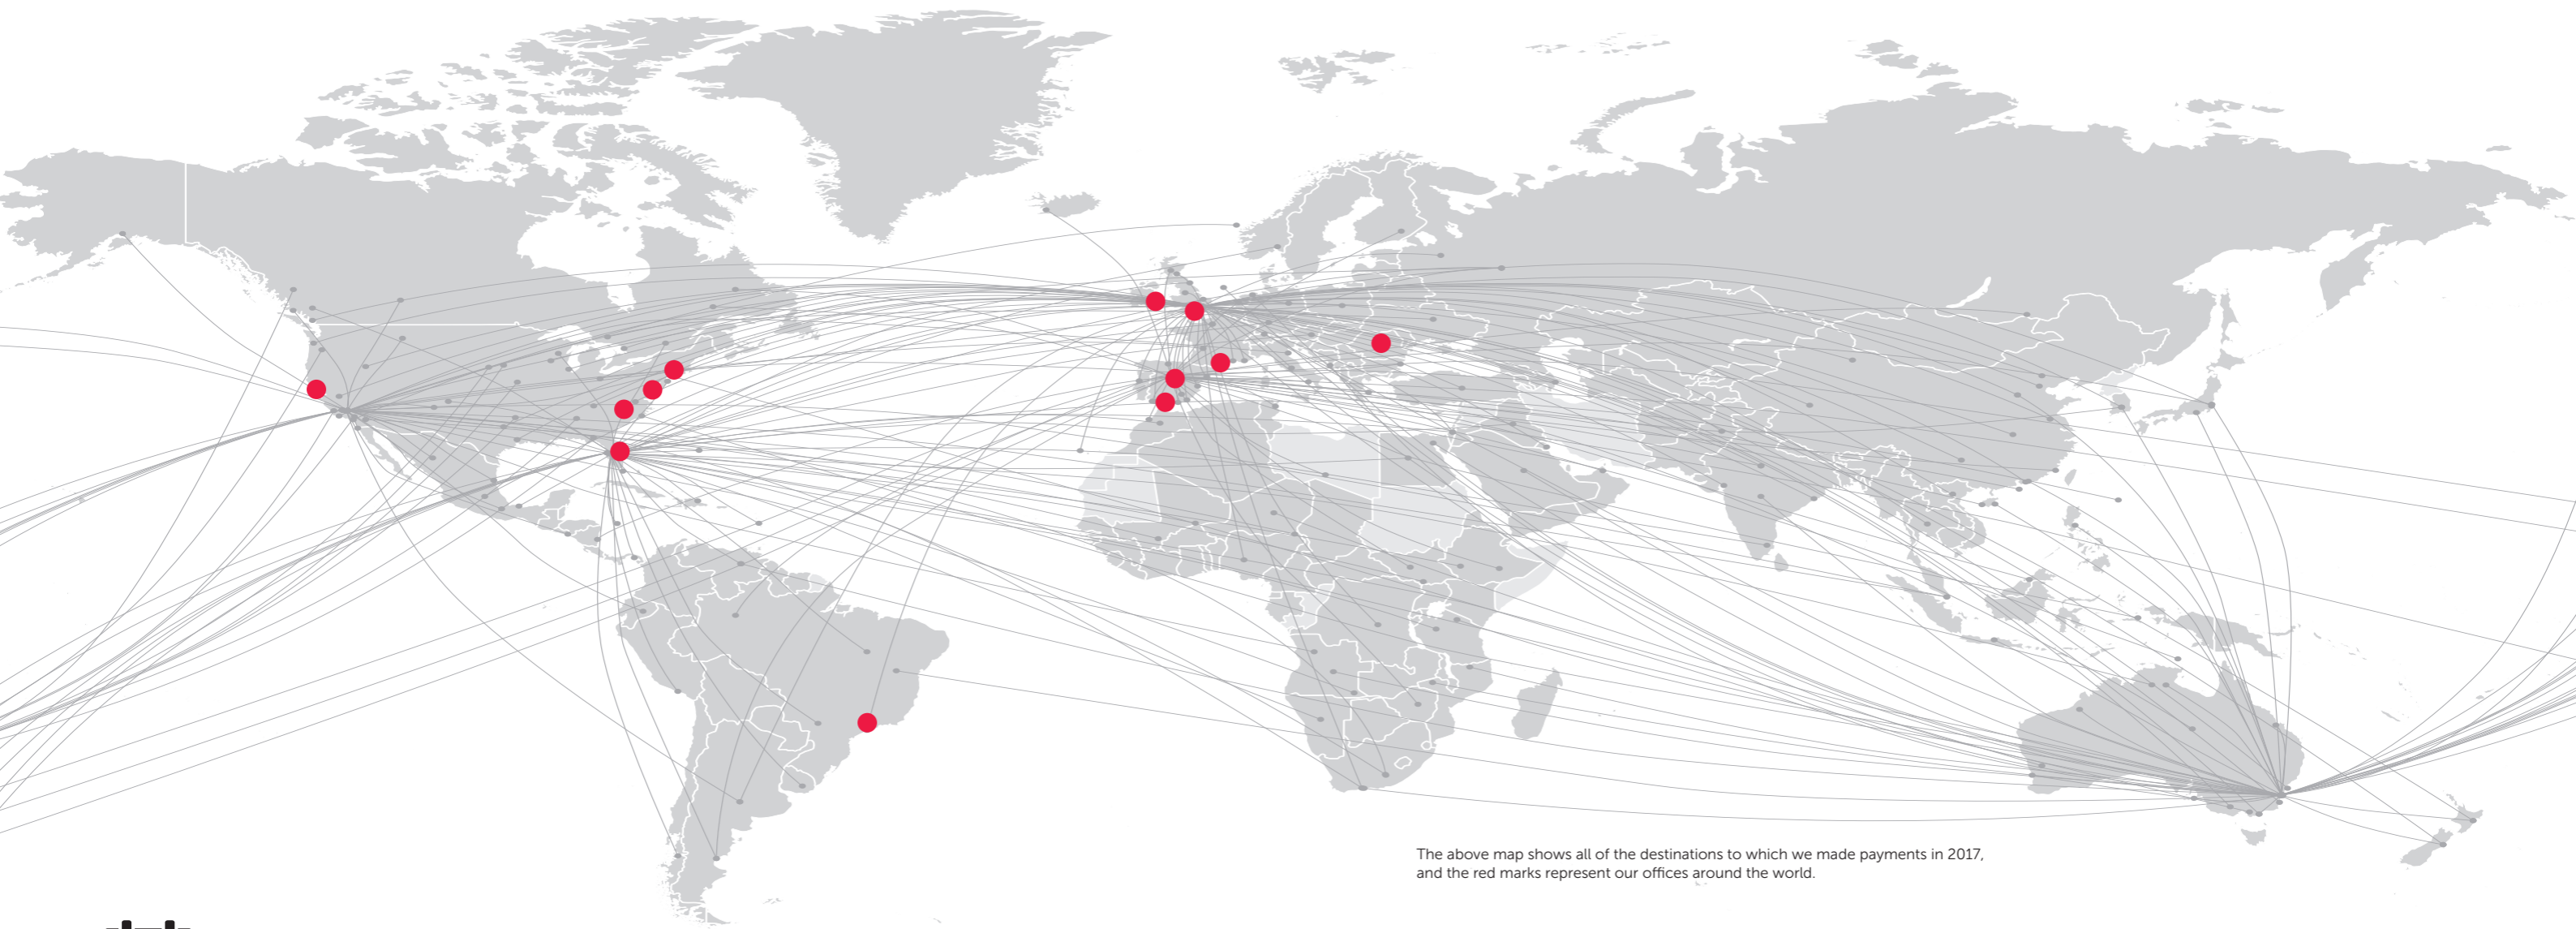 The above map shows all of the destinations to which we made payments in 2017,
and the red marks represent our offices around the world.